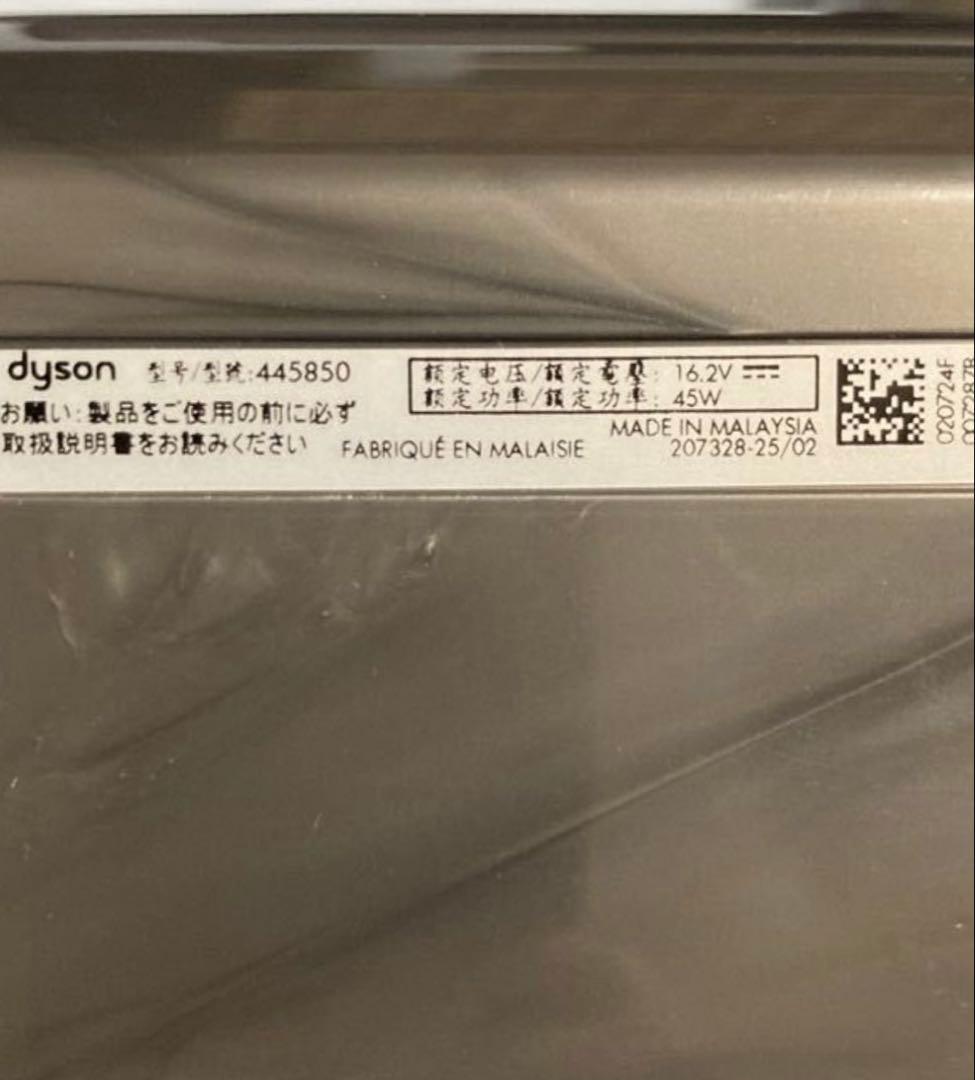 dyson 型号/型號:445850
お願い:製品をご使用の前に必ず
取扱説明書をお読みください
FABRIQUÉ EN MALAISIE
额定电压/額定電壓: 16.2V
额定功率/額定功率: 45W
MADE IN MALAYSIA
207328-25/02
020724F